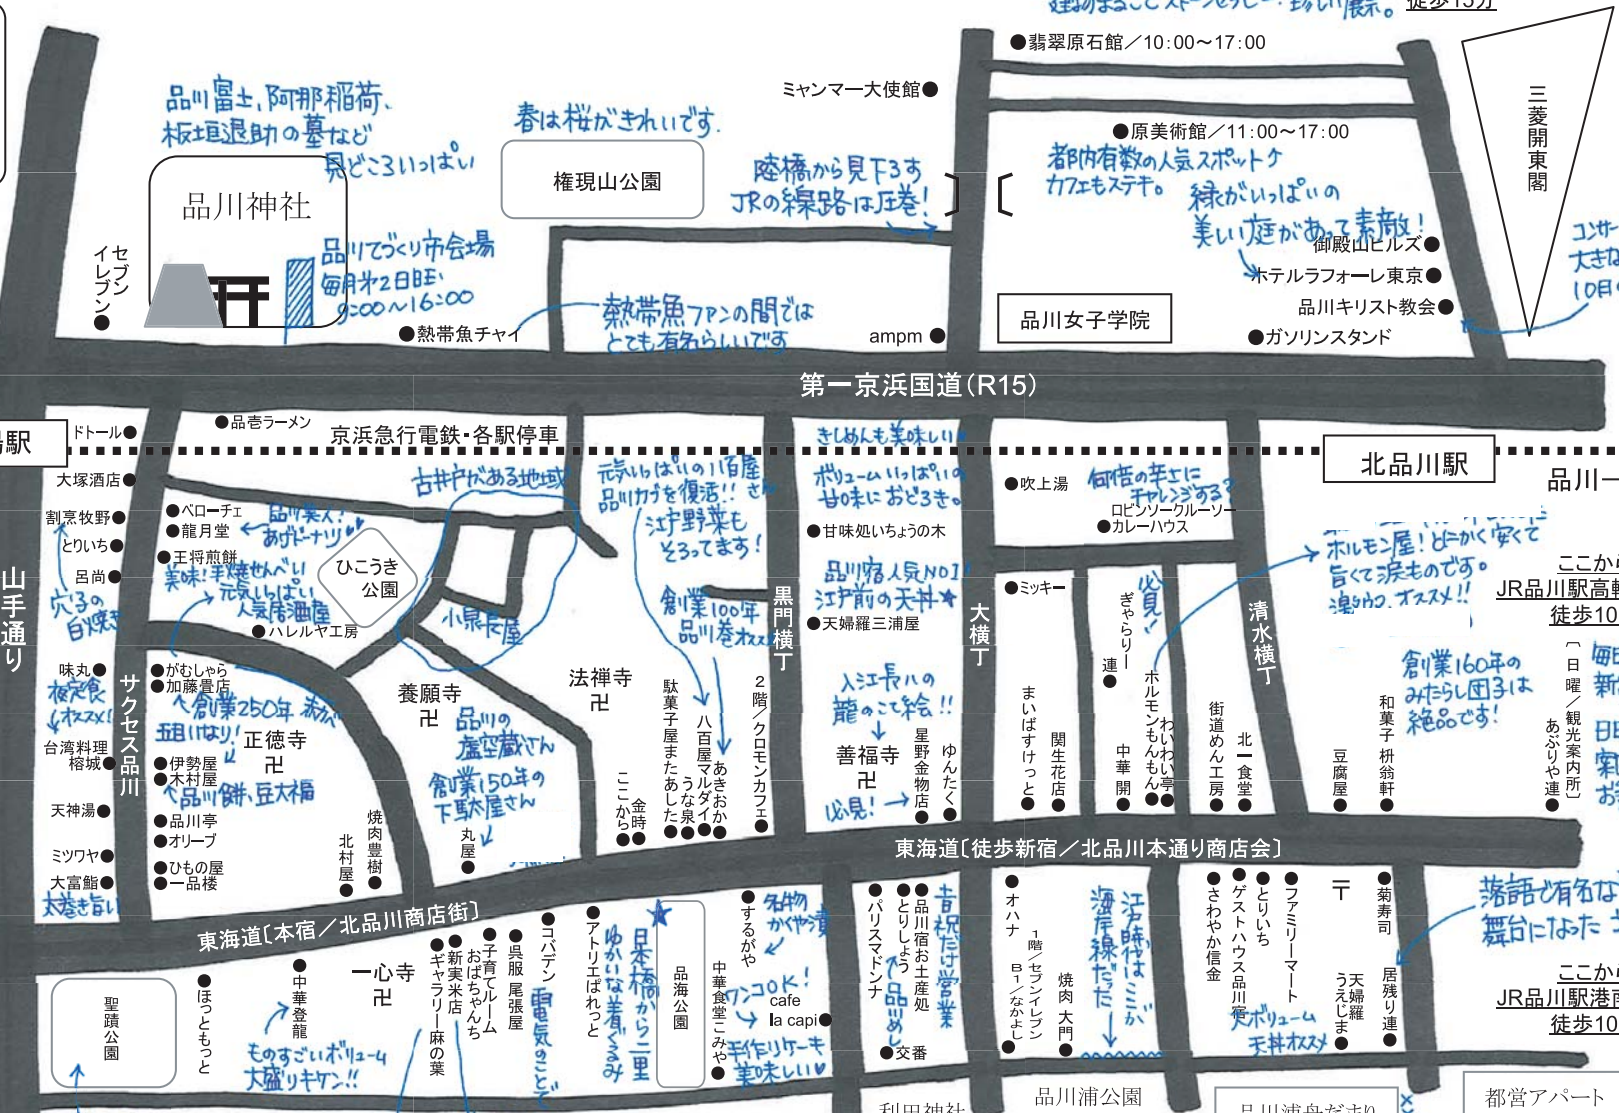 徒歩15分
●翡翠原石館／10:00〜17:00
ミャンマー大使館●
●原美術館／11:00〜17:00
都内有数の人気スポット
カフェもステキ。
三菱開東閣
品川富士、阿那稲荷、
板垣退助の墓など
見どころいっぱい
品川神社
春は桜がきれいです。
権現山公園
陸橋から見下ろす
JRの線路は圧巻!
緑がいっぱいの
美しい庭があって素敵!
御殿山ヒルズ●
ホテルラフォーレ東京●
品川キリスト教会●
●ガソリンスタンド
品川女子学院
セブン
イレブン●
品川てづくり市会場
毎月第2日曜
9:00〜16:00
●熱帯魚チャイ
熱帯魚ファンの間では
とても有名らしいです
ampm●
第一京浜国道(R15)
ドトール●
●品壱ラーメン
京浜急行電鉄・各駅停車
北品川駅
大塚酒店●
割烹牧野●
とりいち●
呂尚●
穴子の
白焼き
山手通り
●ベローチェ
●龍月堂
品川美人!
あげドーナツ
●王将煎餅
美味!手焼せんべい
元気いっぱい
人気居酒屋
●ハレルヤ工房
ひこうき
公園
古井戸がある地域
小泉長屋
元気いっぱいの八百屋さん
品川カブを復活!!
江戸野菜も
そろってます!
創業100年
品川巻オススメ
黒門横丁
きしめんも美味しい
ボリュームいっぱいの
甘味におどろき。
●甘味処いちょうの木
品川宿人気NO1!
江戸前の天丼★
●天婦羅三浦屋
大横丁
●吹上湯
何倍の辛さに
チャレンジする?
ロビンソークルーソー
●カレーハウス
●ミッキー
清水横丁
ホルモン屋!とにかく安くて
旨くて涙ものです。
オススメ!!
ここから
徒歩10
創業160年の
みたらし団子は
絶品です!
味丸●
オススメ!
台湾料理
榕城●
天神湯●
ミツワヤ●
大富鮨●
太巻き旨い
サクセス品川
●がむしゃら
●加藤畳店
創業250年
正徳寺
●伊勢屋
●木村屋
品川餅、豆大福
●品川亭
●オリーブ
●ひもの屋
●一品楼
北村屋●
焼肉豊樹●
養願寺
品川の
虚空蔵さん
創業150年の
下駄屋さん
丸屋●
法禅寺
ここから●
金時●
駄菓子屋またあした●
うな泉●
八百屋マルダイ●
あきおか●
2階／クロモンカフェ●
入江長八の
龍のこて絵!!
善福寺
必見!
星野金物店●
ゆんたく●
まいばすけっと●
関生花店●
必見!
ぎゃらりー
連●
中華 開●
ホルモンもんもん●
わいわい亭●
街道めん工房●
北一食堂●
豆腐屋●
和菓子 枡翁軒●
あぶりや連●
〔日曜／観光案内所〕
東海道〔徒歩新宿／北品川本通り商店会〕
東海道〔本宿／北品川商店街〕
聖蹟公園
●ほっともっと
●中華登龍
ものすごいボリューム
大盛りキケン!!
一心寺
●ギャラリー麻の葉
●新実米店
おばちゃんち
●子育てルーム
●呉服 尾張屋
●コバデン
電気のことで
●アトリエぱれっと
日本橋から二里
ゆかいな着ぐるみ
品海公園
●するがや
名物
かぐや漬
中華食堂こみや●
ワンコOK!
cafe
la capi●
手作りケーキ
美味しい♥
●パリスマドンナ
●とりしょう
●品川宿お土産処
音祝だけ営業
品川めし
●交番
●オハナ
1階／セブンイレブン
B1／なかよし●
焼肉 大門●
江戸時代はここが
海岸線だった
●さわやか信金
●ゲストハウス品川宿
●とりいち
●ファミリーマート
〒
●菊寿司
大ボリューム
天丼オススメ
天婦羅
うえじま●
居残り連●
落語で有名な
舞台になった
ここから
徒歩10
品川浦公園
都営アパート